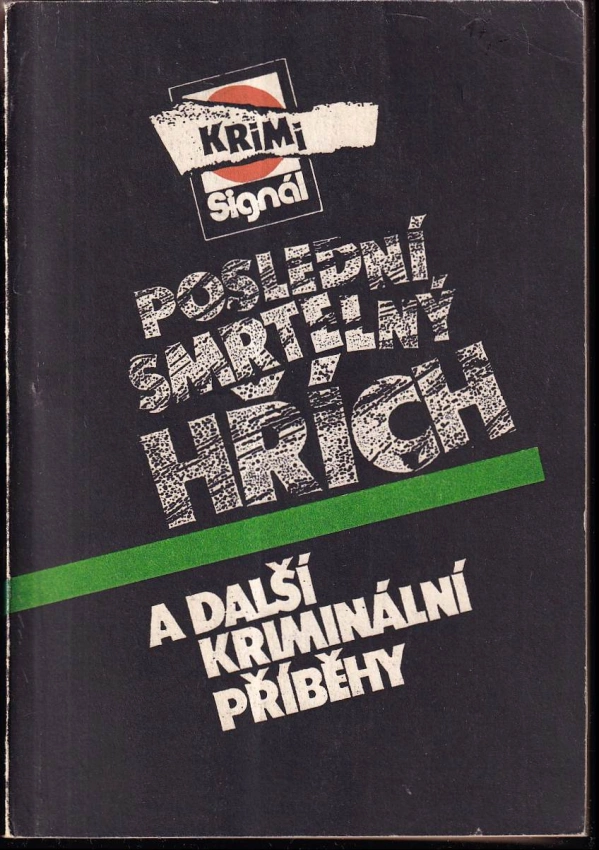 KRiMi
Signál
POSLEDNÍ
SMRTELNÝ
HŘÍCH
A DALŠÍ
KRIMINÁLNÍ
PŘÍBĚHY